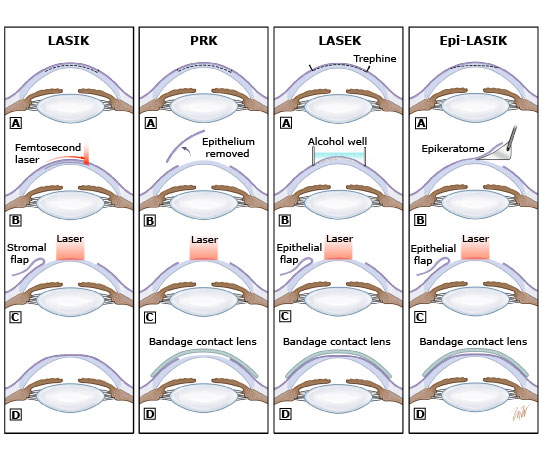 LASIK
A
Femtosecond
laser
B
Stromal
flap
Laser
C
D
PRK
A
Epithelium
removed
B
Laser
C
Bandage contact lens
D
LASEK
Trephine
A
Alcohol well
B
Epithelial
flap
Laser
C
Bandage contact lens
D
Epi-LASIK
A
Epikeratome
B
Epithelial
flap
Laser
C
Bandage contact lens
D